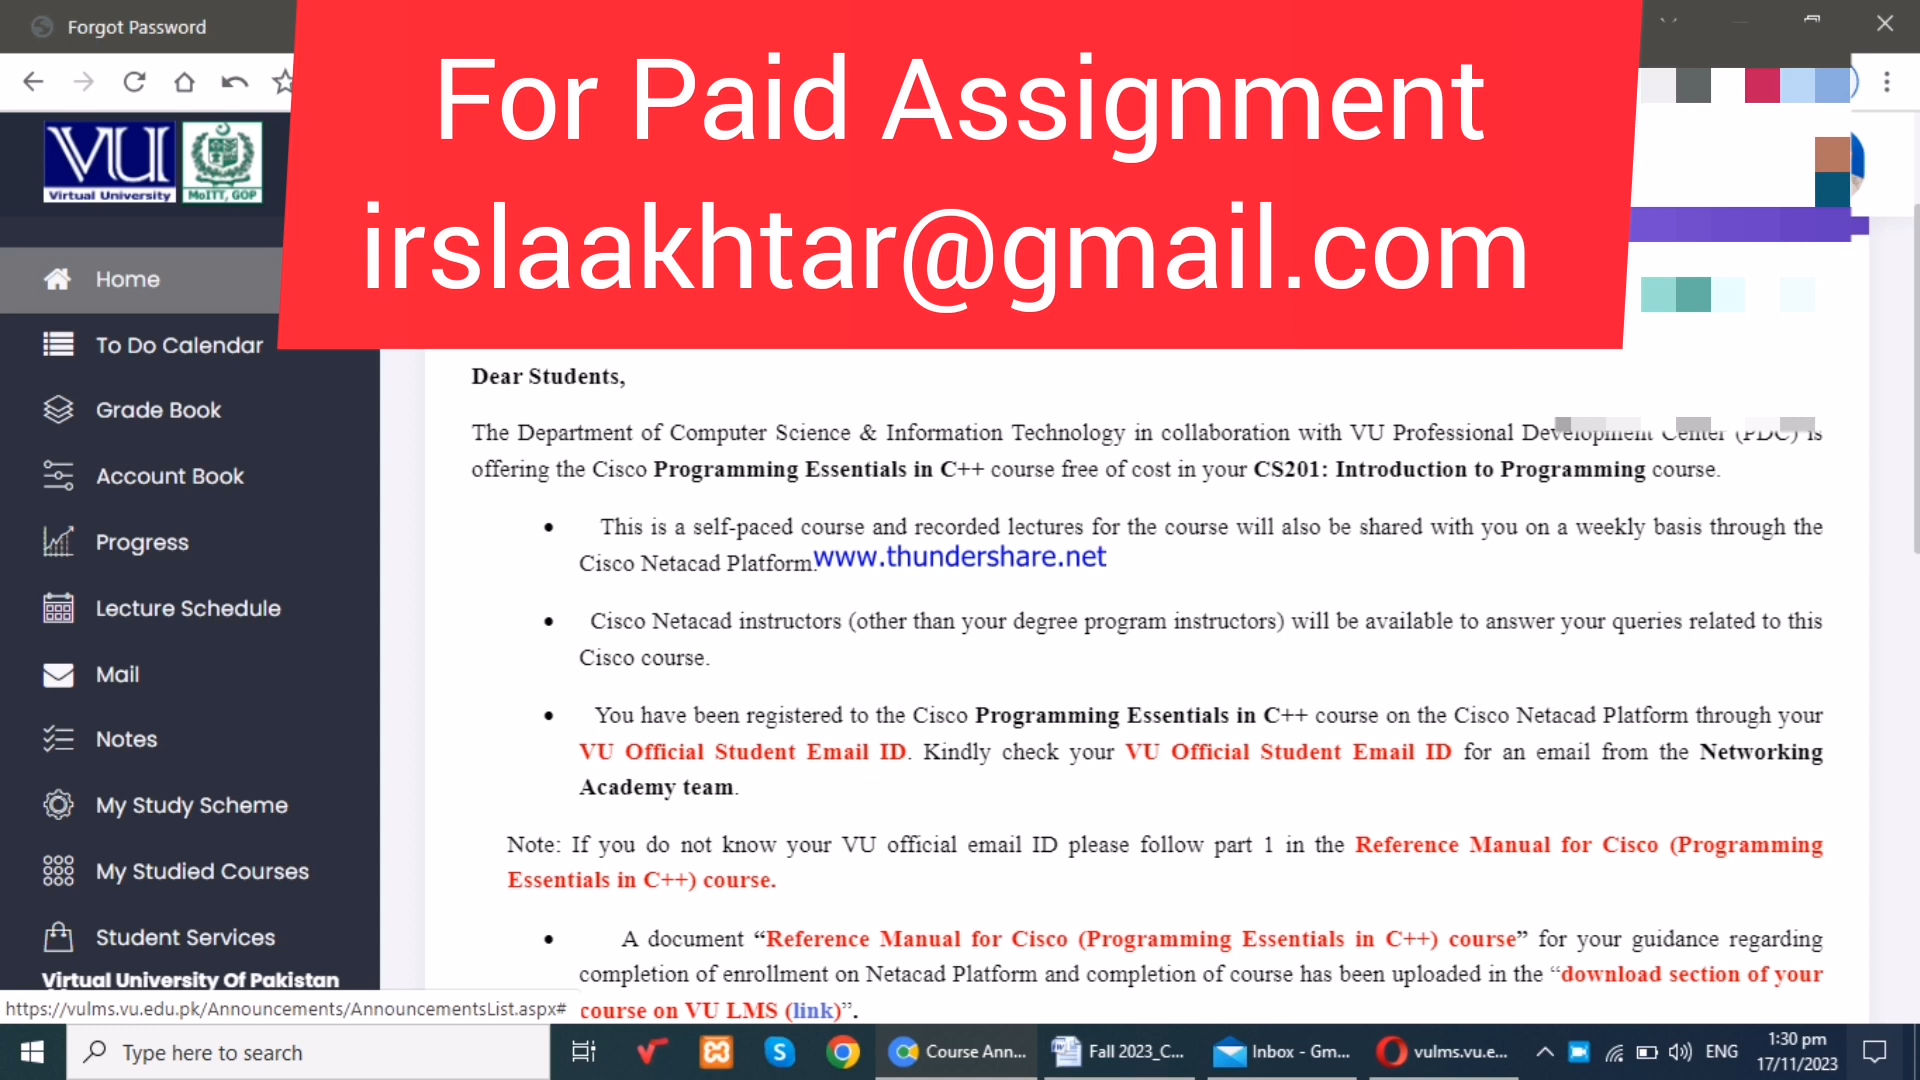 Forgot Password
For Paid Assignment
irslaakhtar@gmail.com
VU
Virtual University
MoITT, GOP
Home
To Do Calendar
Grade Book
Account Book
Progress
Lecture Schedule
Mail
Notes
My Study Scheme
My Studied Courses
Student Services
Virtual University Of Pakistan
https://vulms.vu.edu.pk/Announcements/AnnouncementsList.aspx#
Dear Students,
The Department of Computer Science & Information Technology in collaboration with VU Professional Development Center (PDC) is
offering the Cisco Programming Essentials in C++ course free of cost in your CS201: Introduction to Programming course.
• This is a self-paced course and recorded lectures for the course will also be shared with you on a weekly basis through the
Cisco Netacad Platform.
www.thundershare.net
• Cisco Netacad instructors (other than your degree program instructors) will be available to answer your queries related to this
Cisco course.
• You have been registered to the Cisco Programming Essentials in C++ course on the Cisco Netacad Platform through your
VU Official Student Email ID. Kindly check your VU Official Student Email ID for an email from the Networking
Academy team.
Note: If you do not know your VU official email ID please follow part 1 in the Reference Manual for Cisco (Programming
Essentials in C++) course.
• A document “Reference Manual for Cisco (Programming Essentials in C++) course” for your guidance regarding
completion of enrollment on Netacad Platform and completion of course has been uploaded in the “download section of your
course on VU LMS (link)”.
Type here to search
Course Ann...
Fall 2023_C...
Inbox - Gm...
vulms.vu.e...
ENG
1:30 pm
17/11/2023